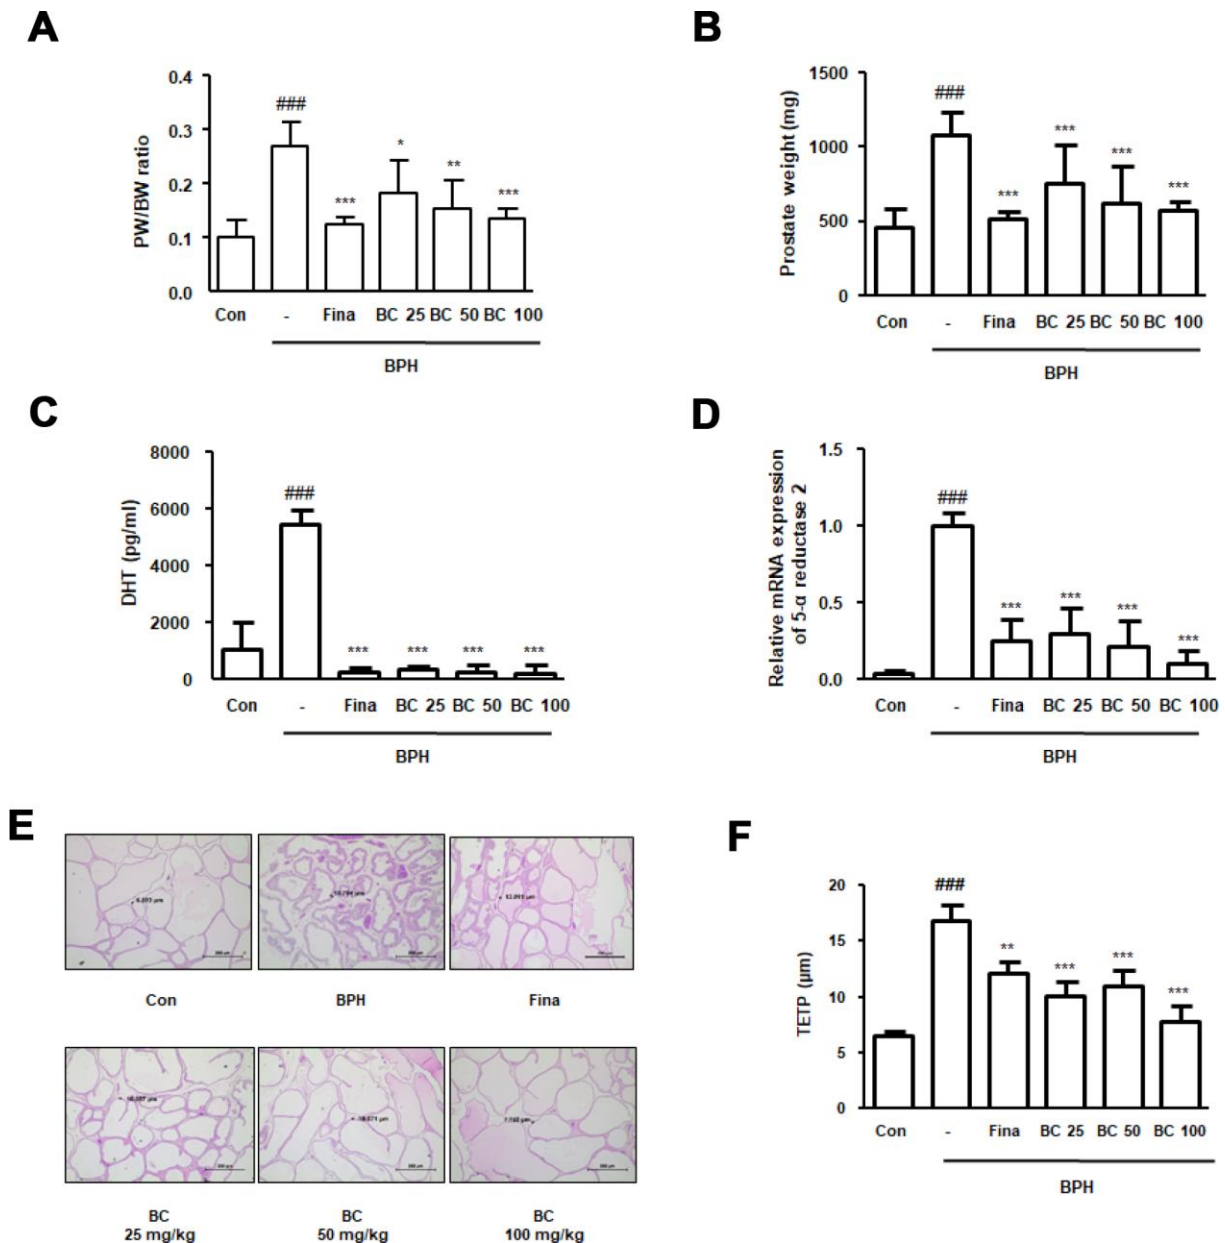 A
PW/BW ratio
0.4
0.3
0.2
0.1
0.0
###
***
*
**
***
Con - Fina BC 25 BC 50 BC 100
BPH
B
Prostate weight (mg)
1500
1000
500
0
###
***
***
***
***
Con - Fina BC 25 BC 50 BC 100
BPH
C
DHT (pg/ml)
8000
6000
4000
2000
0
###
*** *** *** ***
Con - Fina BC 25 BC 50 BC 100
BPH
D
Relative mRNA expression
of 5-α reductase 2
1.5
1.0
0.5
0.0
###
***
***
***
***
Con - Fina BC 25 BC 50 BC 100
BPH
E
Con BPH Fina
BC BC BC
25 mg/kg 50 mg/kg 100 mg/kg
F
TETP (μm)
20
15
10
5
0
###
**
***
***
***
Con - Fina BC 25 BC 50 BC 100
BPH